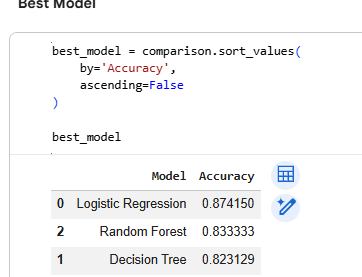 Best Model
best_model = comparison.sort_values(
by='Accuracy',
ascending=False
)
best_model
Model Accuracy
0 Logistic Regression 0.874150
2 Random Forest 0.833333
1 Decision Tree 0.823129